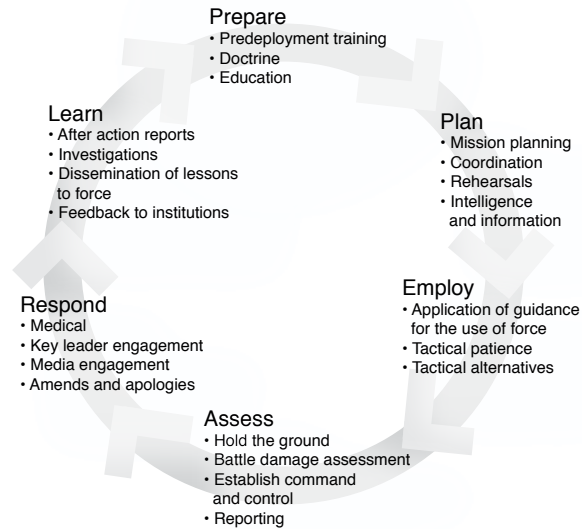 Prepare
• Predeployment training
• Doctrine
• Education
Plan
• Mission planning
• Coordination
• Rehearsals
• Intelligence
and information
Employ
• Application of guidance
for the use of force
• Tactical patience
• Tactical alternatives
Assess
• Hold the ground
• Battle damage assessment
• Establish command
and control
• Reporting
Respond
• Medical
• Key leader engagement
• Media engagement
• Amends and apologies
Learn
• After action reports
• Investigations
• Dissemination of lessons
to force
• Feedback to institutions